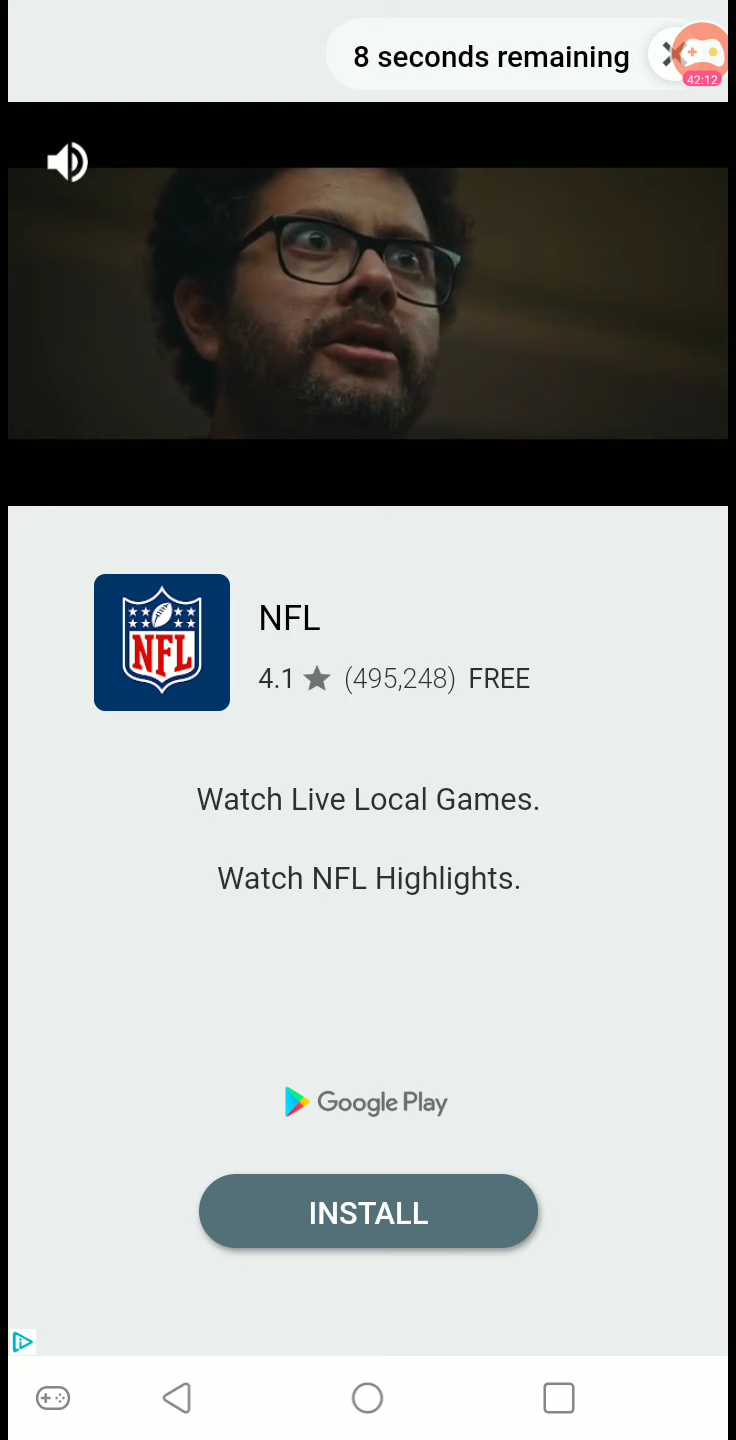 8 seconds remaining
42:12
NFL
NFL
4.1 ★ (495,248) FREE
Watch Live Local Games.
Watch NFL Highlights.
Google Play
INSTALL